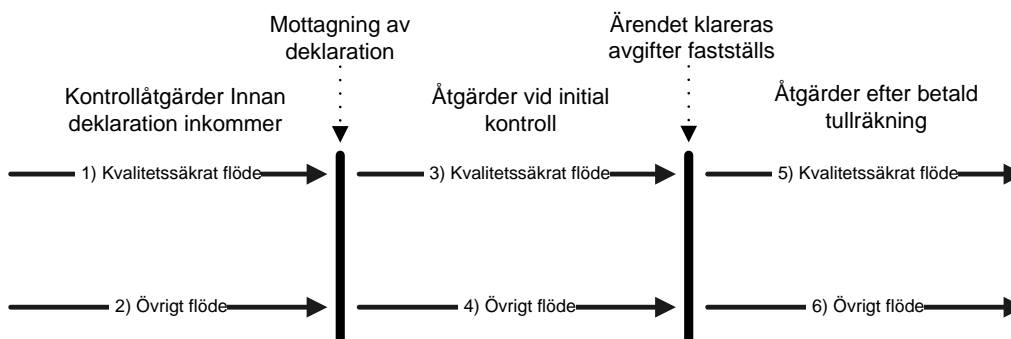 Mottagning av
deklaration
Ärendet klareras
avgifter fastställs
Kontrollåtgärder Innan
deklaration inkommer
Åtgärder vid initial
kontroll
Åtgärder efter betald
tullräkning
1) Kvalitetssäkrat flöde
3) Kvalitetssäkrat flöde
5) Kvalitetssäkrat flöde
2) Övrigt flöde
4) Övrigt flöde
6) Övrigt flöde